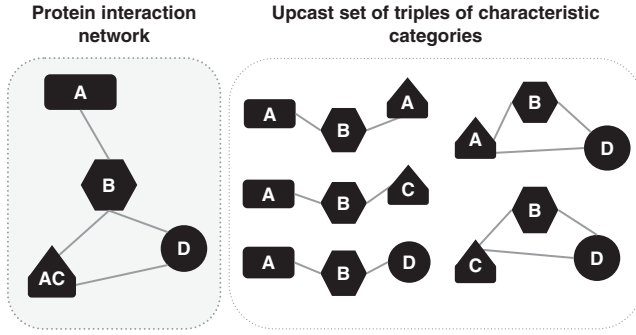 Protein interaction
network
Upcast set of triples of characteristic
categories
A
B
AC
D
A
B
A
A
B
D
A
B
C
A
B
D
B
C
D